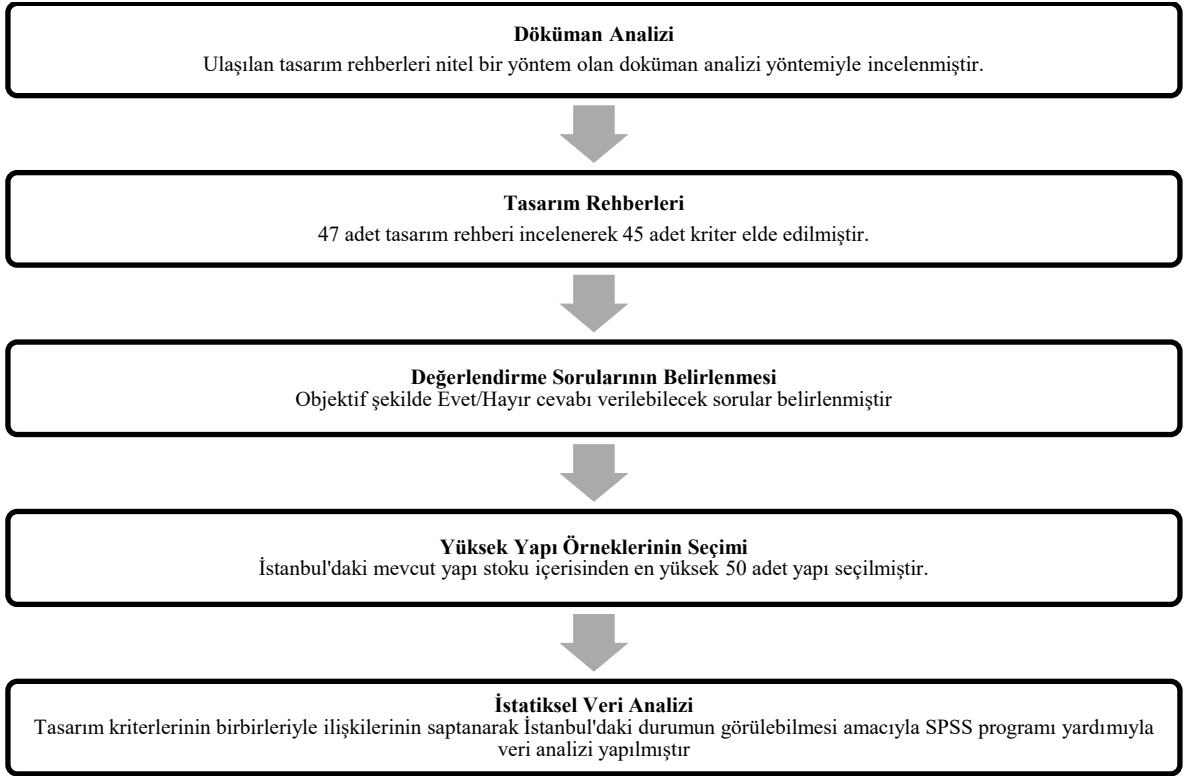 Döküman Analizi
Ulaşılan tasarım rehberleri nitel bir yöntem olan doküman analizi yöntemiyle incelenmiştir.
Tasarım Rehberleri
47 adet tasarım rehberi incelenerek 45 adet kriter elde edilmiştir.
Değerlendirme Sorularının Belirlenmesi
Objektif şekilde Evet/Hayır cevabı verilebilecek sorular belirlenmiştir
Yüksek Yapı Örneklerinin Seçimi
İstanbul'daki mevcut yapı stoku içerisinden en yüksek 50 adet yapı seçilmiştir.
İstatiksel Veri Analizi
Tasarım kriterlerinin birbirleriyle ilişkilerinin saptanarak İstanbul'daki durumun görülebilmesi amacıyla SPSS programı yardımıyla
veri analizi yapılmıştır